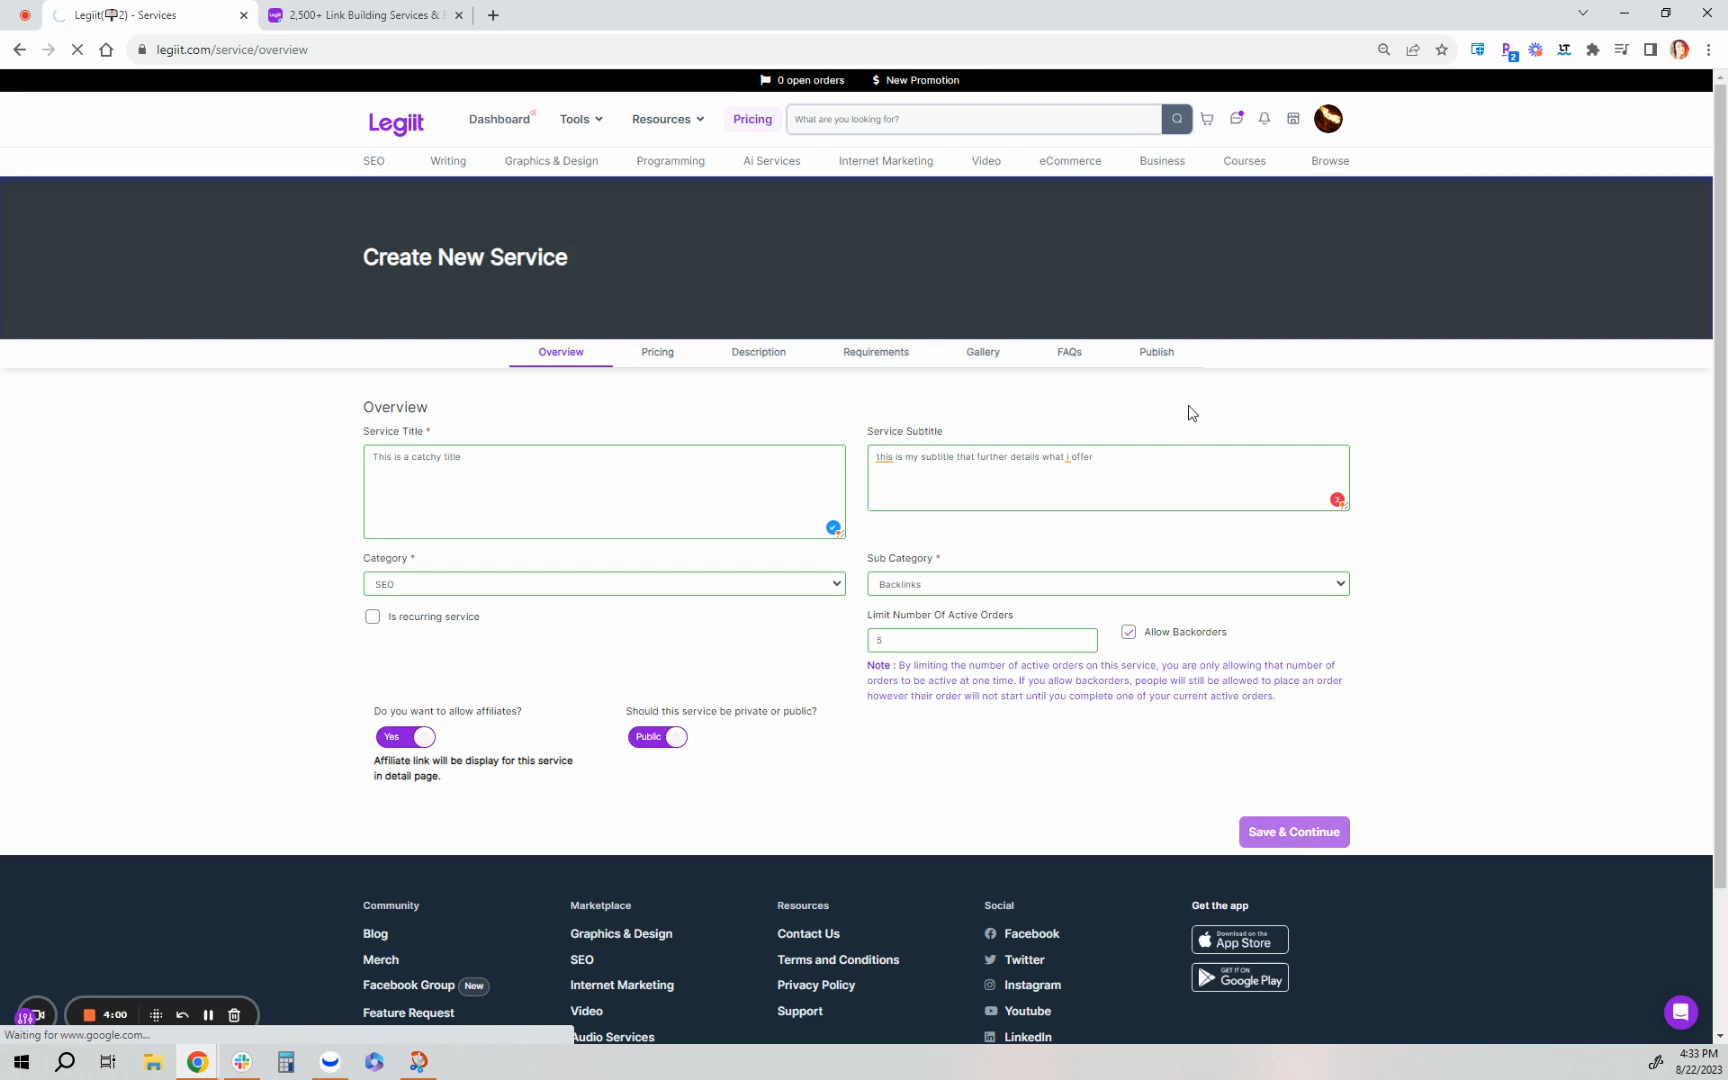 Legiit( 2) - Services
2,500+ Link Building Services &
legiit.com/service/overview
0 open orders
$ New Promotion
Legiit
Dashboard
Tools
Resources
Pricing
What are you looking for?
SEO
Writing
Graphics & Design
Programming
Ai Services
Internet Marketing
Video
eCommerce
Business
Courses
Browse
Create New Service
Overview
Pricing
Description
Requirements
Gallery
FAQs
Publish
Overview
Service Title *
Service Subtitle
This is a catchy title
this is my subtitle that further details what i offer
2
Category *
Sub Category *
SEO
Backlinks
Is recurring service
Limit Number Of Active Orders
5
Allow Backorders
Note : By limiting the number of active orders on this service, you are only allowing that number of
orders to be active at one time. If you allow backorders, people will still be allowed to place an order
however their order will not start until you complete one of your current active orders.
Do you want to allow affiliates?
Should this service be private or public?
Yes
Public
Affiliate link will be display for this service
in detail page.
Save & Continue
Community
Marketplace
Resources
Social
Get the app
Blog
Graphics & Design
Contact Us
Facebook
Download on the
App Store
Merch
SEO
Terms and Conditions
Twitter
GET IT ON
Google Play
Facebook Group New
Internet Marketing
Privacy Policy
Instagram
Feature Request
Video
Support
Youtube
Audio Services
LinkedIn
4:00
Waiting for www.google.com...
4:33 PM
8/22/2023